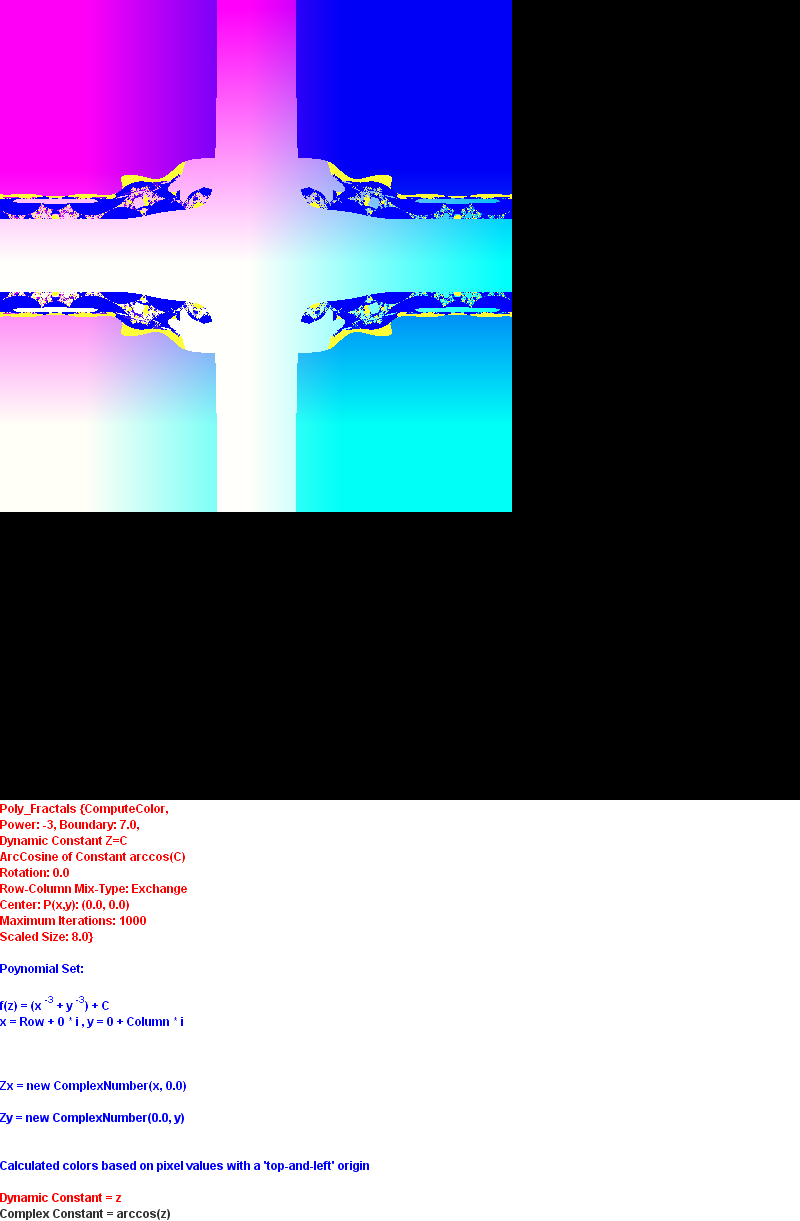 Poly_Fractals {ComputeColor,
Power: -3, Boundary: 7.0,
Dynamic Constant Z=C
ArcCosine of Constant arccos(C)
Rotation: 0.0
Row-Column Mix-Type: Exchange
Center: P(x,y): (0.0, 0.0)
Maximum Iterations: 1000
Scaled Size: 8.0}
Poynomial Set:
f(z) = (x -3 + y -3) + C
x = Row + 0 * i , y = 0 + Column * i
Zx = new ComplexNumber(x, 0.0)
Zy = new ComplexNumber(0.0, y)
Calculated colors based on pixel values with a 'top-and-left' origin
Dynamic Constant = z
Complex Constant = arccos(z)